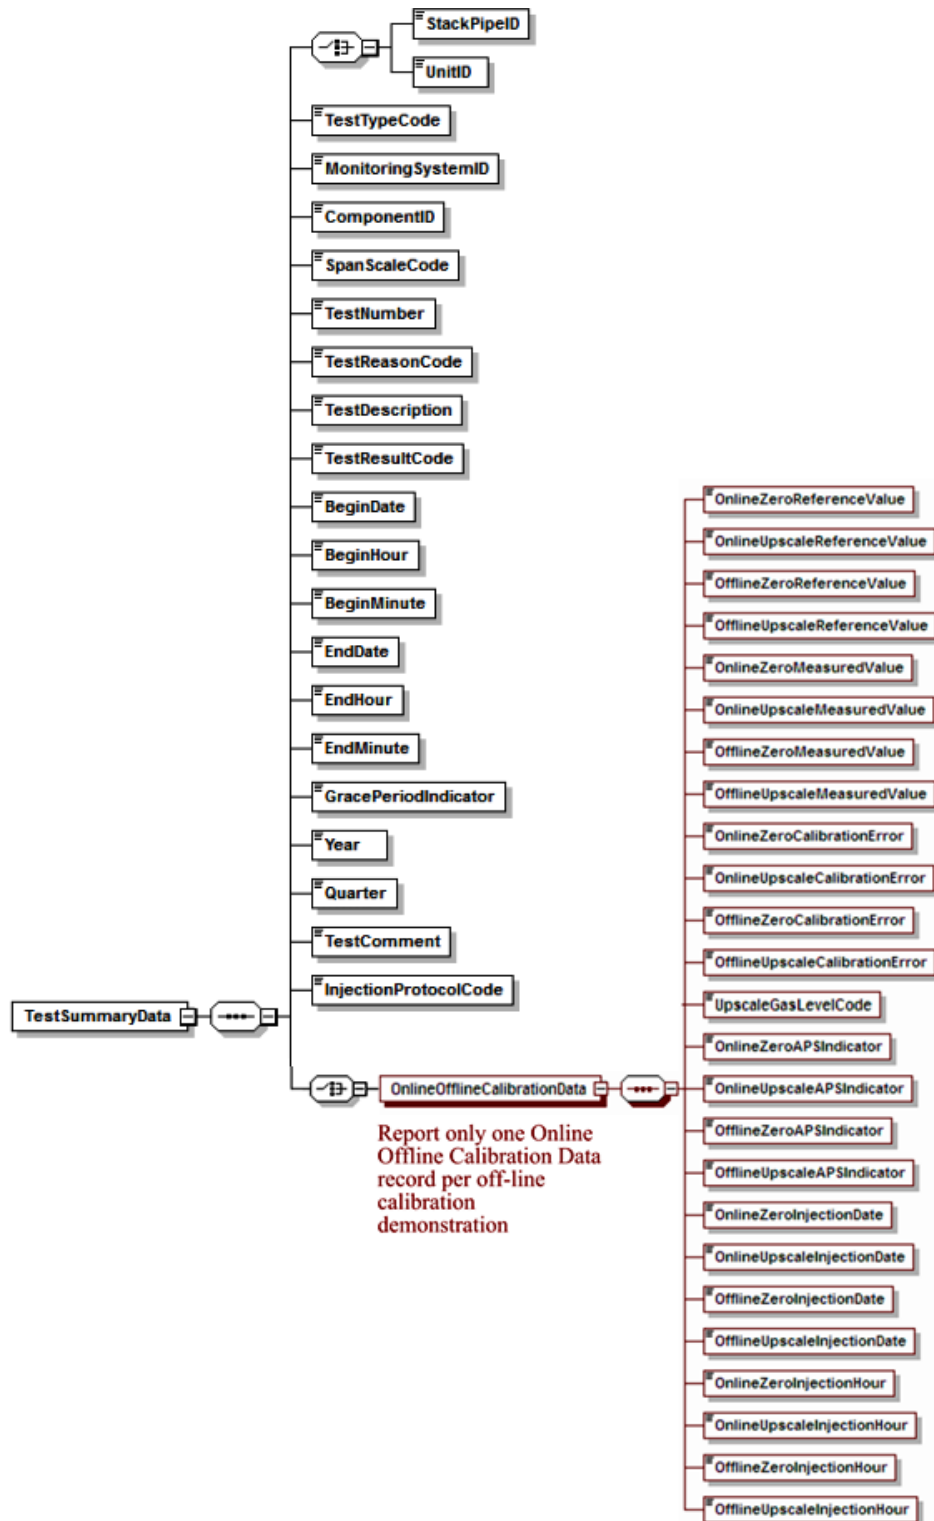 StackPipeID
UnitID
TestTypeCode
MonitoringSystemID
ComponentID
SpanScaleCode
TestNumber
TestReasonCode
TestDescription
TestResultCode
BeginDate
BeginHour
BeginMinute
EndDate
EndHour
EndMinute
GracePeriodIndicator
Year
Quarter
TestComment
InjectionProtocolCode
TestSummaryData
OnlineOfflineCalibrationData
Report only one Online
Offline Calibration Data
record per off-line
calibration
demonstration
OnlineZeroReferenceValue
OnlineUpscaleReferenceValue
OfflineZeroReferenceValue
OfflineUpscaleReferenceValue
OnlineZeroMeasuredValue
OnlineUpscaleMeasuredValue
OfflineZeroMeasuredValue
OfflineUpscaleMeasuredValue
OnlineZeroCalibrationError
OnlineUpscaleCalibrationError
OfflineZeroCalibrationError
OfflineUpscaleCalibrationError
UpscaleGasLevelCode
OnlineZeroAPSIndicator
OnlineUpscaleAPSIndicator
OfflineZeroAPSIndicator
OfflineUpscaleAPSIndicator
OnlineZeroInjectionDate
OnlineUpscaleInjectionDate
OfflineZeroInjectionDate
OfflineUpscaleInjectionDate
OnlineZeroInjectionHour
OnlineUpscaleInjectionHour
OfflineZeroInjectionHour
OfflineUpscaleInjectionHour